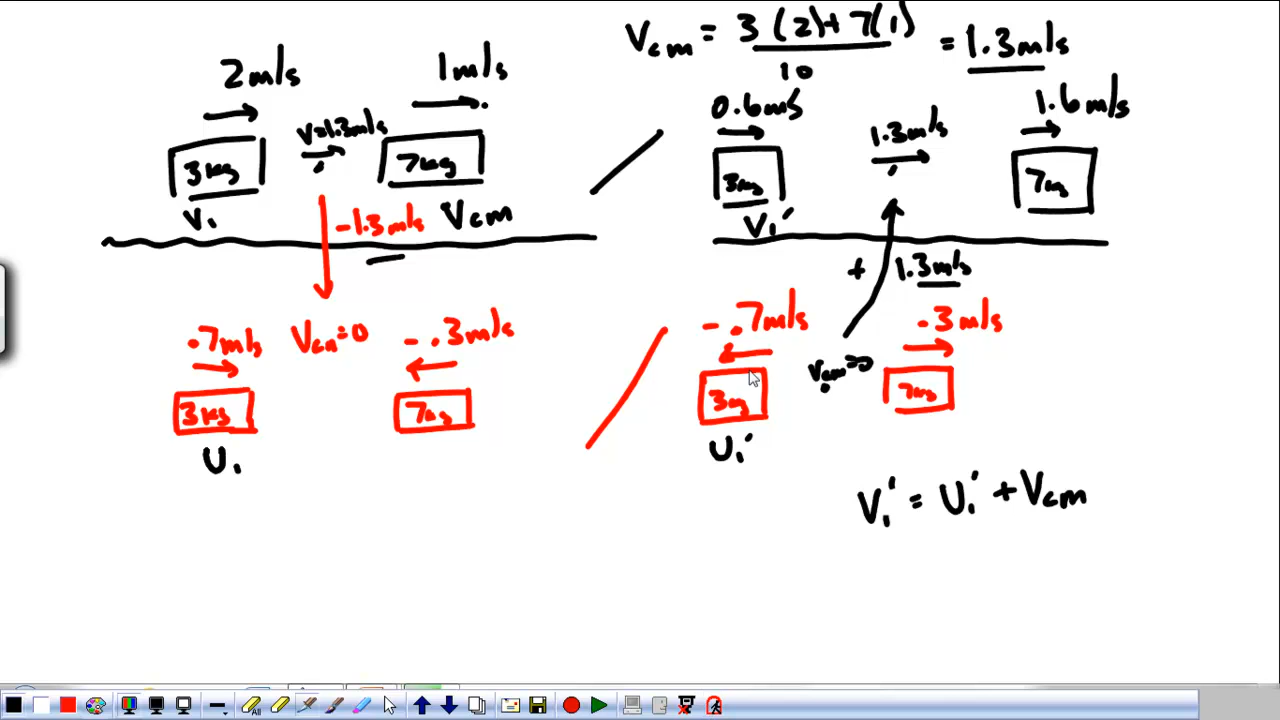 Vcm = 3(2)+7(1) = 1.3m/s
10
2m/s 1m/s
0.6m/s 1.6m/s
V=1.3m/s 1.3m/s
3kg 7kg 3kg 7kg
V₁ Vcm V₁'
-1.3m/s
+ 1.3m/s
.7m/s Vcm=0 -.3m/s -.7m/s .3m/s
Vcm=0
3kg 7kg 3kg 7kg
U₁ U₁'
V₁' = U₁' + Vcm
All